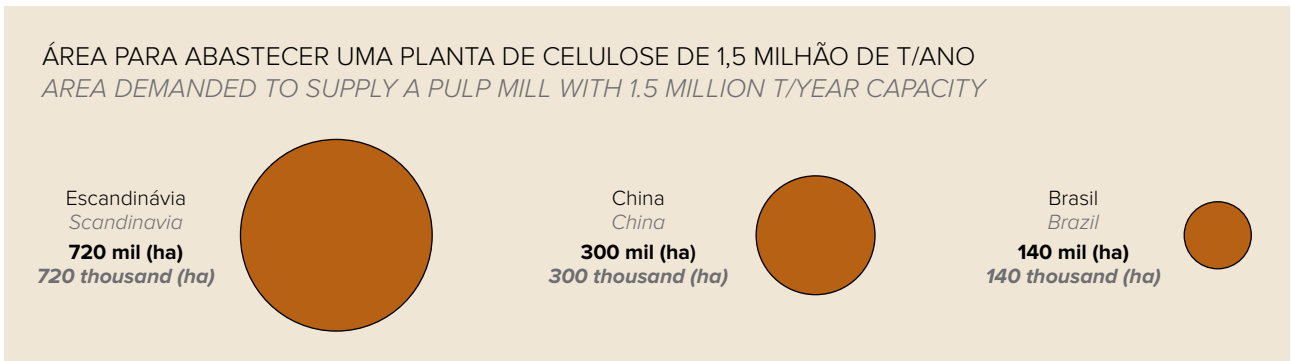 ÁREA PARA ABASTECER UMA PLANTA DE CELULOSE DE 1,5 MILHÃO DE T/ANO
AREA DEMANDED TO SUPPLY A PULP MILL WITH 1.5 MILLION T/YEAR CAPACITY
Escandinávia
Scandinavia
720 mil (ha)
720 thousand (ha)
China
China
300 mil (ha)
300 thousand (ha)
Brasil
Brazil
140 mil (ha)
140 thousand (ha)